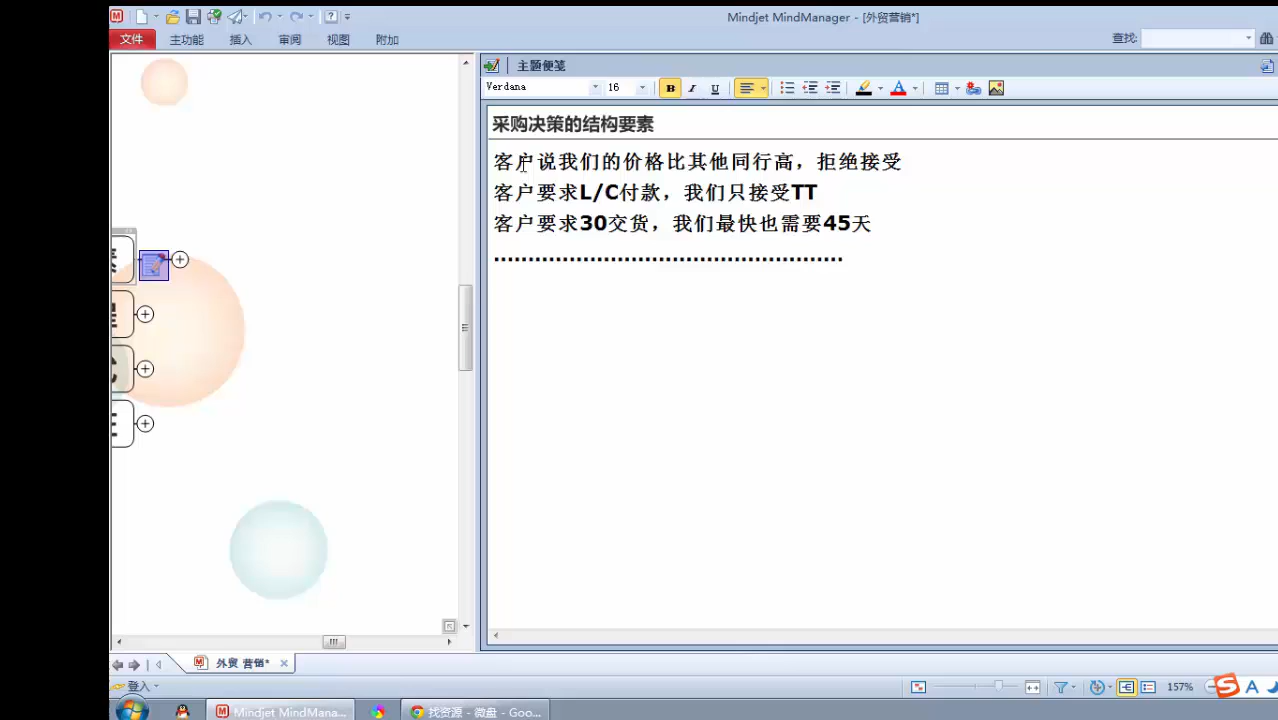 Mindjet MindManager - [外贸营销*]
文件 主功能 插入 审阅 视图 附加
查找:
主题便笺
Verdana 16 B I U
采购决策的结构要素
客户说我们的价格比其他同行高，拒绝接受
客户要求L/C付款，我们只接受TT
客户要求30交货，我们最快也需要45天
...................................................
外贸 营销*
登入
157%
Mindjet MindMana...
找资源 - 微盘 - Goo...